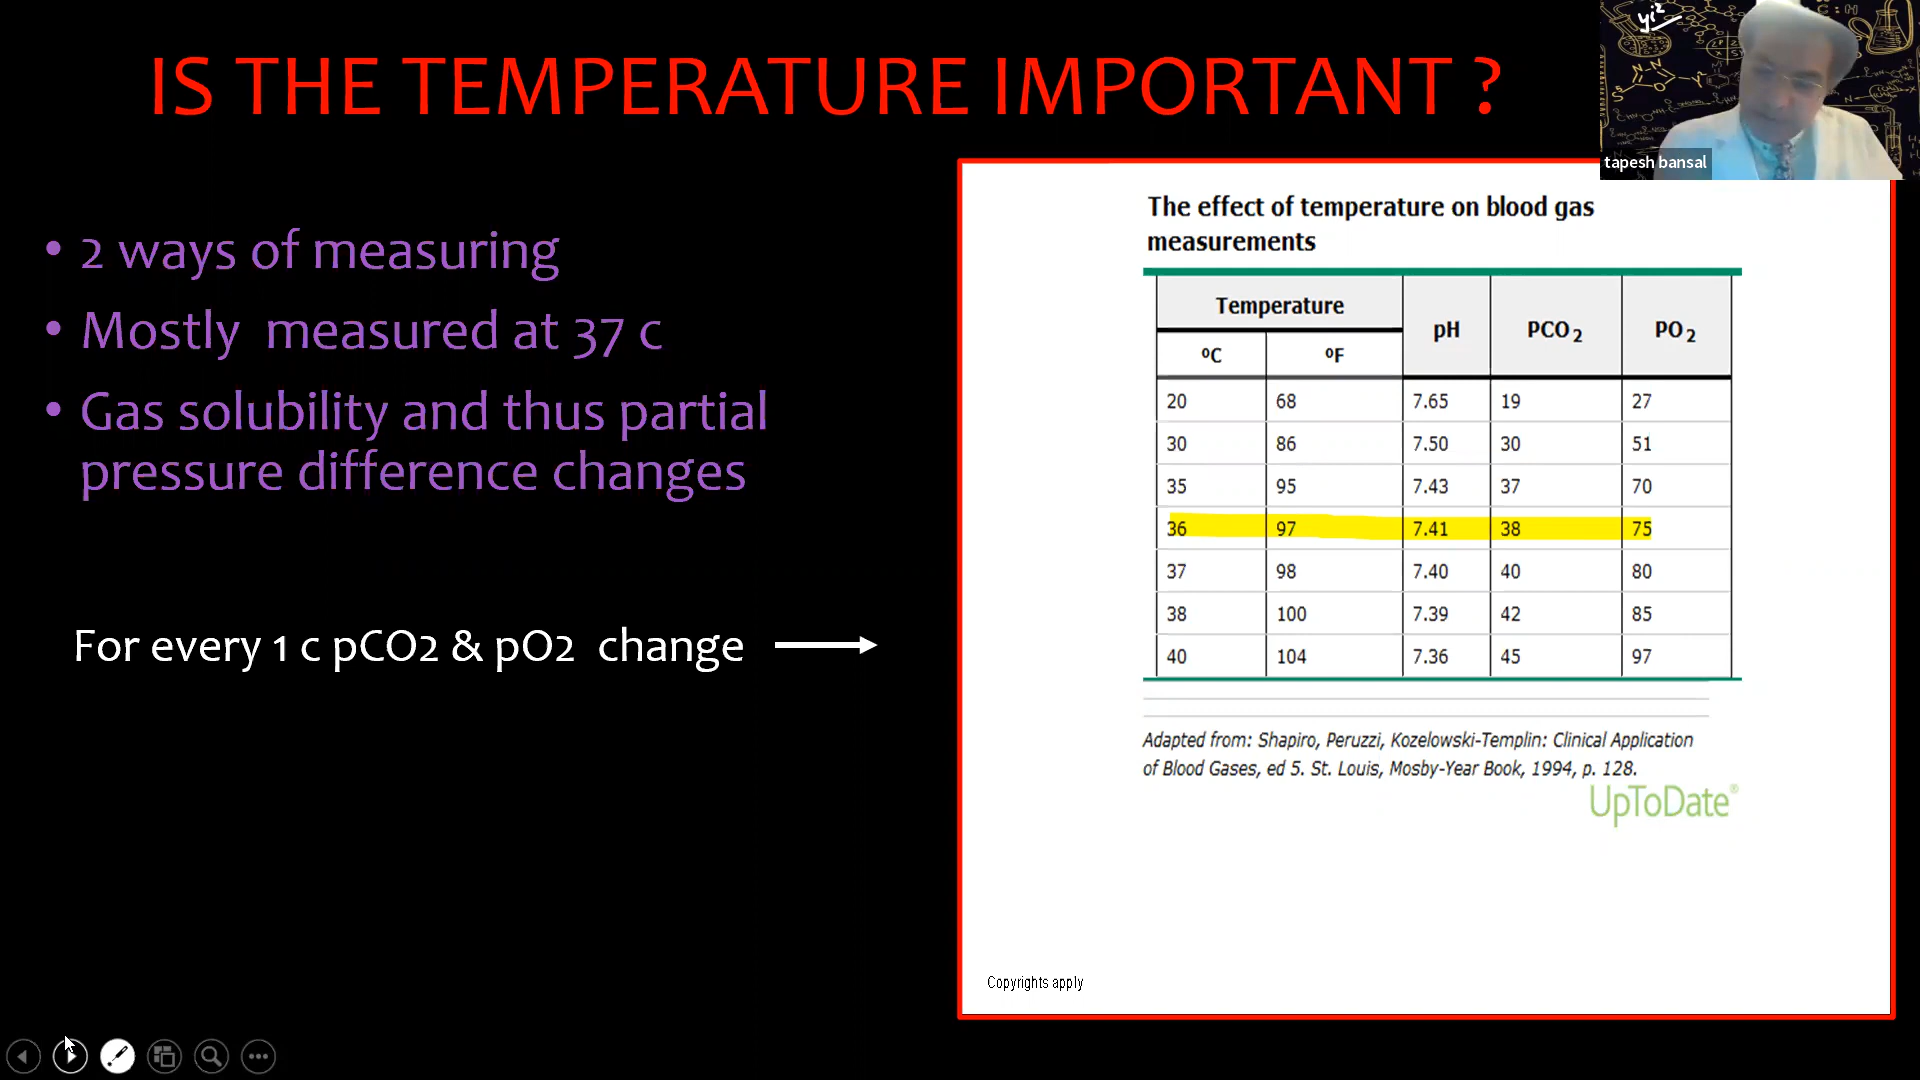 IS THE TEMPERATURE IMPORTANT ?
tapesh bansal
• 2 ways of measuring
• Mostly measured at 37 c
• Gas solubility and thus partial
pressure difference changes
For every 1 c pCO2 & pO2 change
The effect of temperature on blood gas
measurements
Temperature pH PCO2 PO2
ºC ºF
20 68 7.65 19 27
30 86 7.50 30 51
35 95 7.43 37 70
36 97 7.41 38 75
37 98 7.40 40 80
38 100 7.39 42 85
40 104 7.36 45 97
Adapted from: Shapiro, Peruzzi, Kozelowski-Templin: Clinical Application
of Blood Gases, ed 5. St. Louis, Mosby-Year Book, 1994, p. 128.
UpToDate®
Copyrights apply